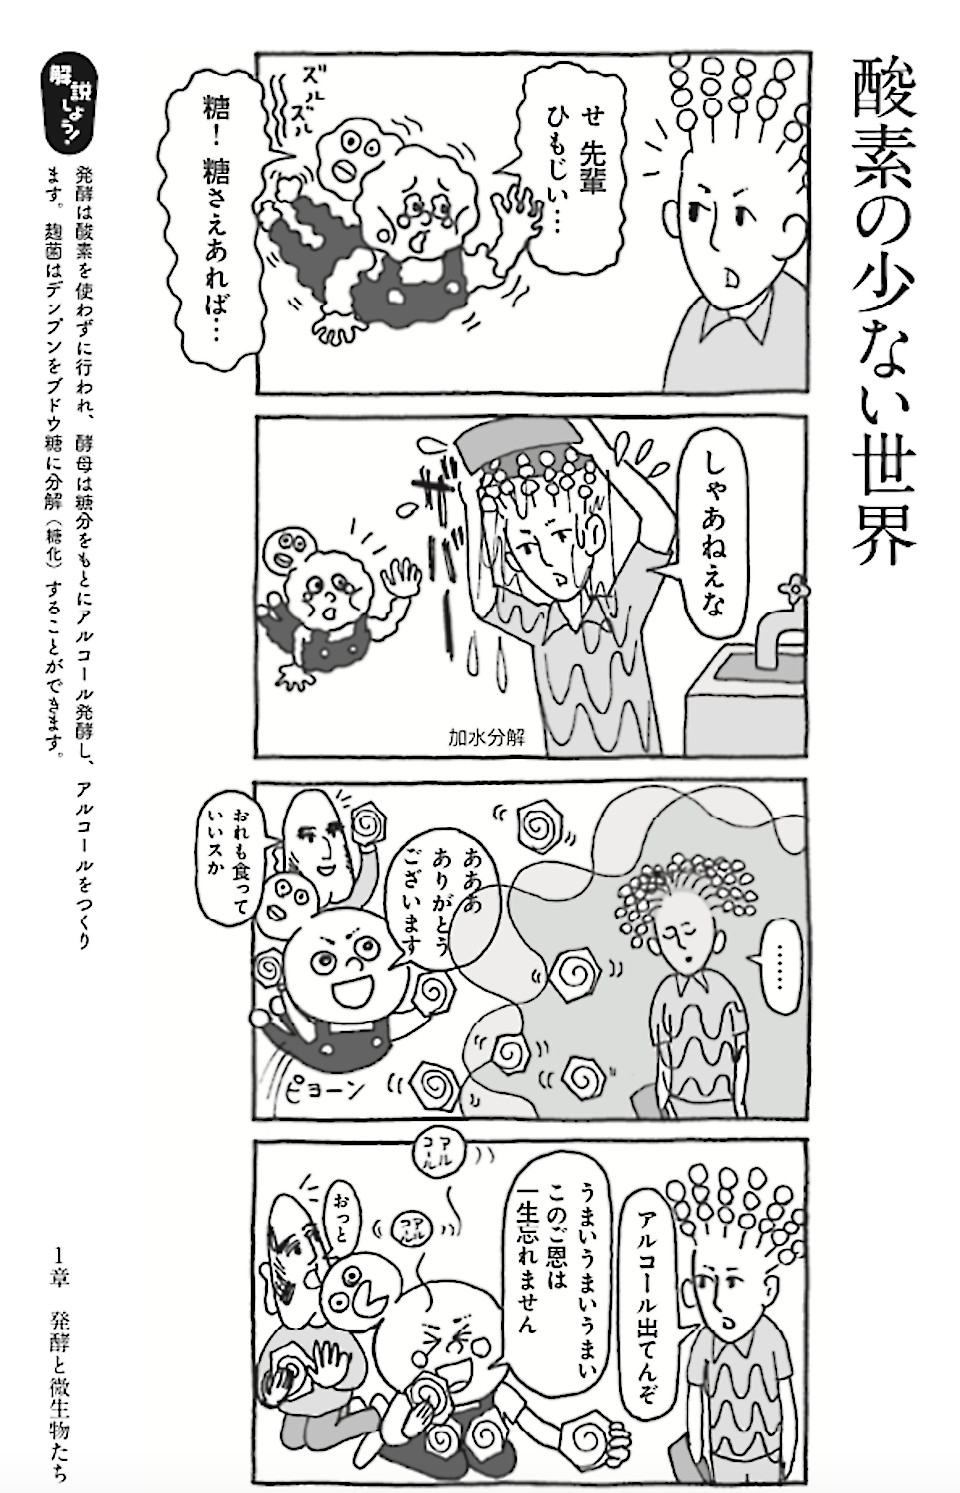 酸素の少ない世界
せ 先輩
ひもじい…
ズルズル
糖！ 糖さえあれば…
しゃあねえな
加水分解
……
あああ
ありがとう
ございます
おれも食って
いいスか
ピヨーン
アルコール出てんぞ
うまいうまいうまい
このご恩は
一生忘れません
アル
コール
アル
コール
おっと
解説しよう！
発酵は酸素を使わずに行われ、酵母は糖分をもとにアルコール発酵し、アルコールをつくり
ます。麹菌はデンプンをブドウ糖に分解（糖化）することができます。
1章 発酵と微生物たち